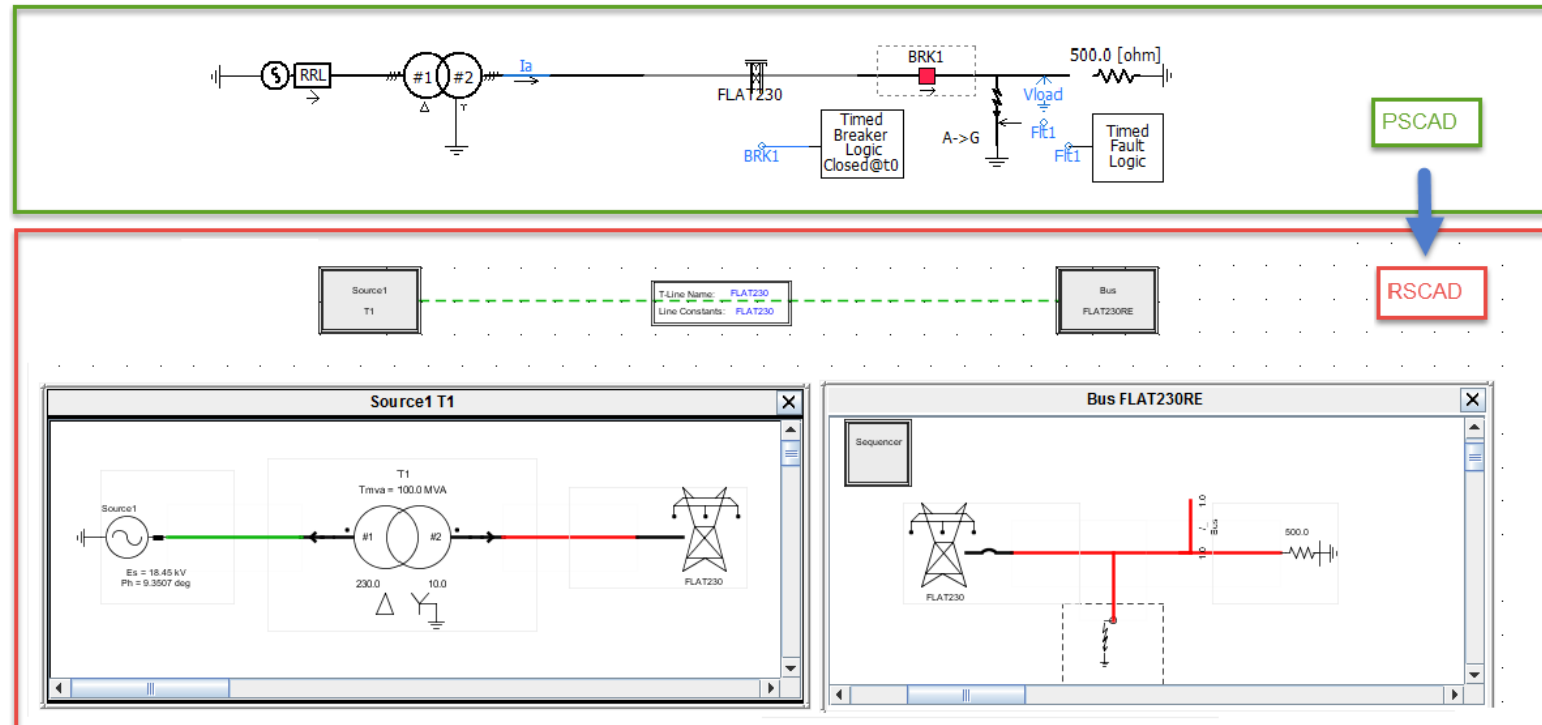 BRK1
500.0 [ohm]
RRL
#1
#2
Ia
Δ
Y
FLAT230
Vload
Timed
Breaker
Logic
Closed@t0
BRK1
A->G
Flt1
Flt1
Timed
Fault
Logic
PSCAD
RSCAD
Source1
T1
T-Line Name: FLAT230
Line Constants: FLAT230
Bus
FLAT230RE
Source1 T1
Source1
Es = 18.45 kV
Ph = 9.3507 deg
T1
Tmva = 100.0 MVA
#1
#2
230.0
10.0
Δ
FLAT230
Bus FLAT230RE
Sequencer
FLAT230
1.0
/_
1.0
BUS
500.0